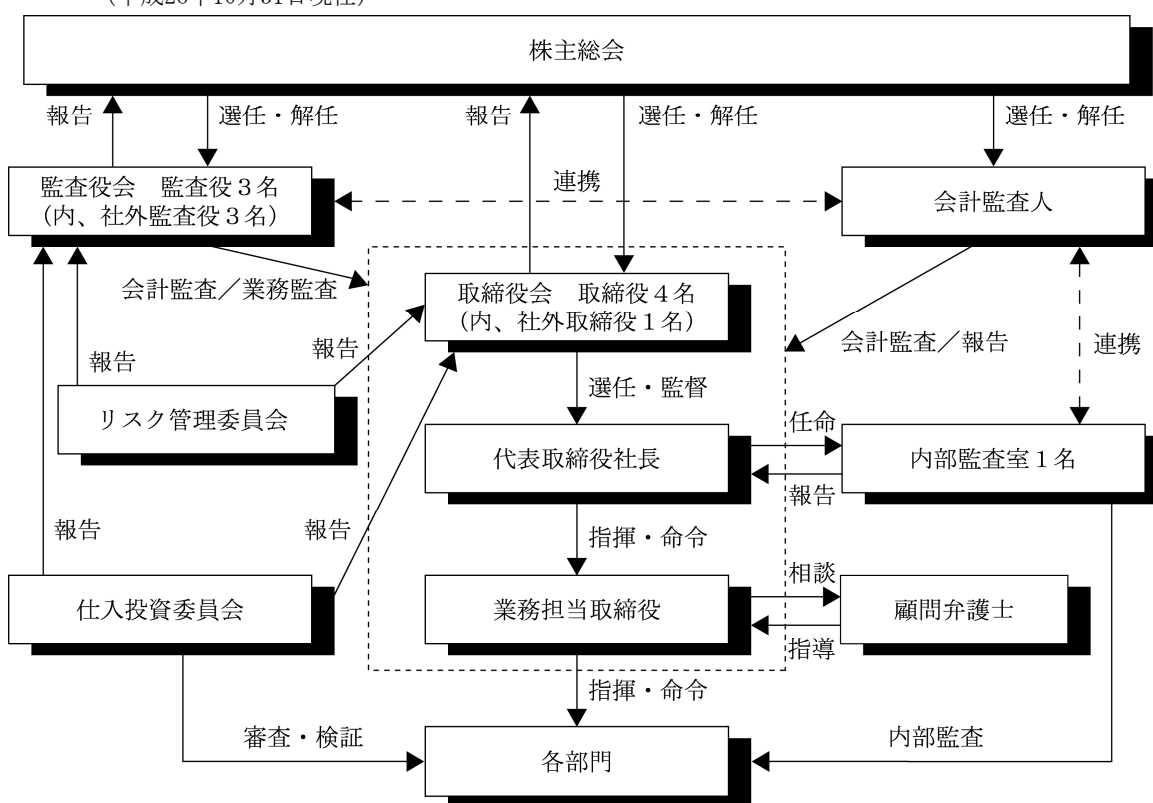 株主総会
報告
選任・解任
報告
選任・解任
選任・解任
監査役会　監査役３名
（内、社外監査役３名）
連携
会計監査人
会計監査／業務監査
取締役会　取締役４名
（内、社外取締役１名）
会計監査／報告
連携
報告
報告
リスク管理委員会
選任・監督
代表取締役社長
任命
報告
内部監査室１名
報告
報告
指揮・命令
仕入投資委員会
業務担当取締役
相談
指導
顧問弁護士
指揮・命令
審査・検証
各部門
内部監査